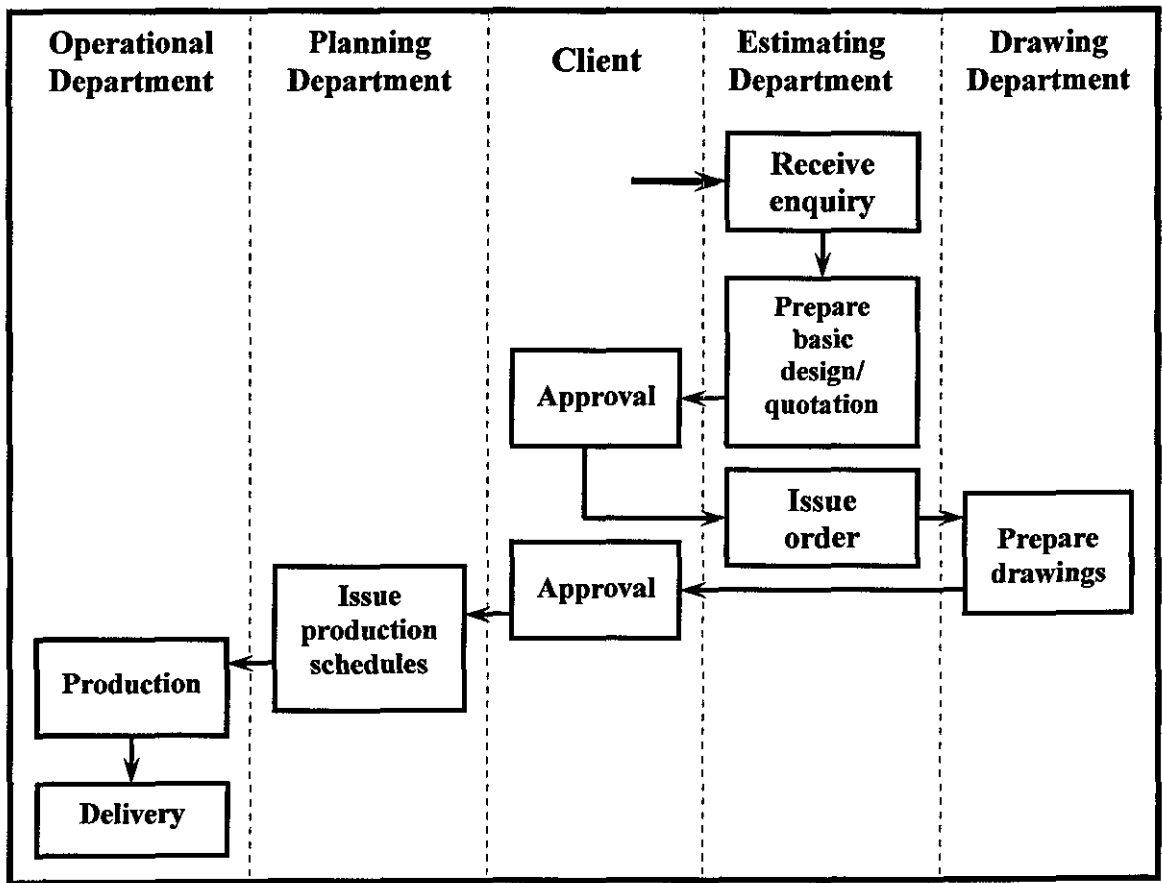 Operational
Department
Planning
Department
Client
Estimating
Department
Drawing
Department
Receive
enquiry
Prepare
basic
design/
quotation
Approval
Issue
order
Prepare
drawings
Approval
Issue
production
schedules
Production
Delivery